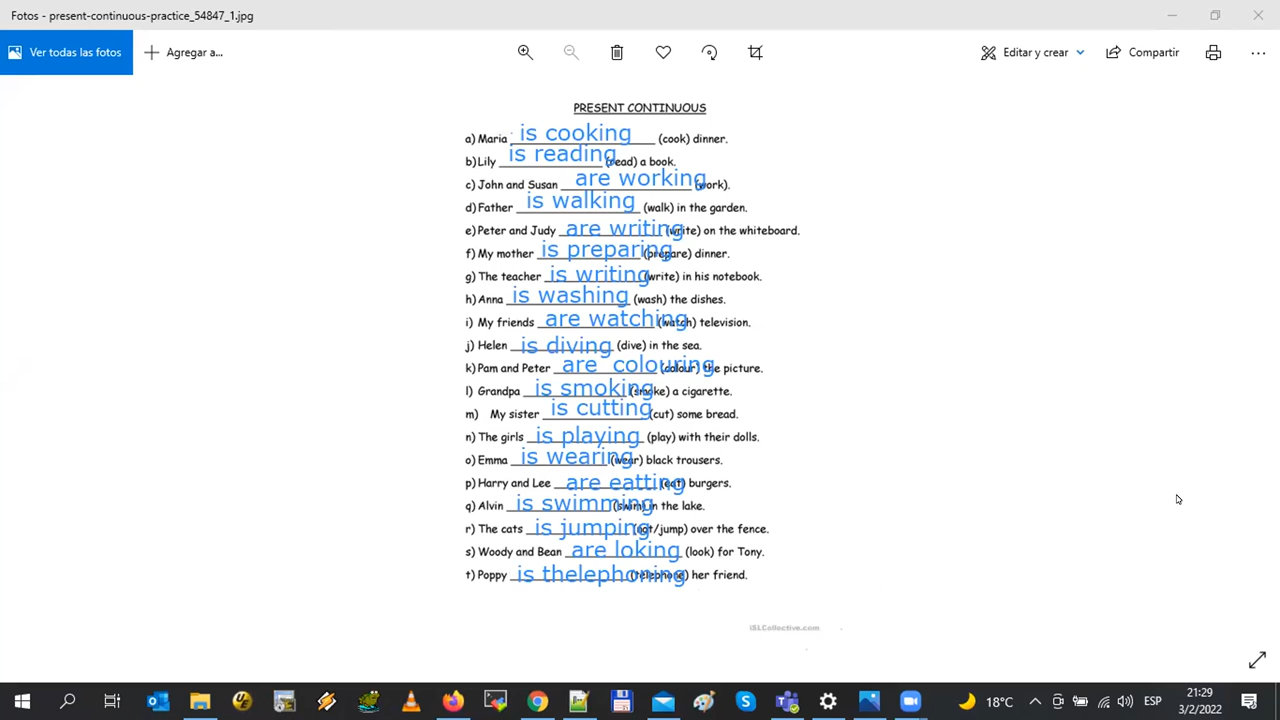 Fotos - present-continuous-practice_54847_1.jpg
Ver todas las fotos Agregar a... Editar y crear Compartir
PRESENT CONTINUOUS
a) Maria is cooking (cook) dinner.
b) Lily is reading (read) a book.
c) John and Susan are working (work).
d) Father is walking (walk) in the garden.
e) Peter and Judy are writing (write) on the whiteboard.
f) My mother is preparing (prepare) dinner.
g) The teacher is writing (write) in his notebook.
h) Anna is washing (wash) the dishes.
i) My friends are watching (watch) television.
j) Helen is diving (dive) in the sea.
k) Pam and Peter are colouring (colour) the picture.
l) Grandpa is smoking (smoke) a cigarette.
m) My sister is cutting (cut) some bread.
n) The girls is playing (play) with their dolls.
o) Emma is wearing (wear) black trousers.
p) Harry and Lee are eatting (eat) burgers.
q) Alvin is swimming (swim) in the lake.
r) The cats is jumping (not/jump) over the fence.
s) Woody and Bean are loking (look) for Tony.
t) Poppy is thelephoning (telephone) her friend.
iSLCollective.com
18°C ESP 21:29
3/2/2022